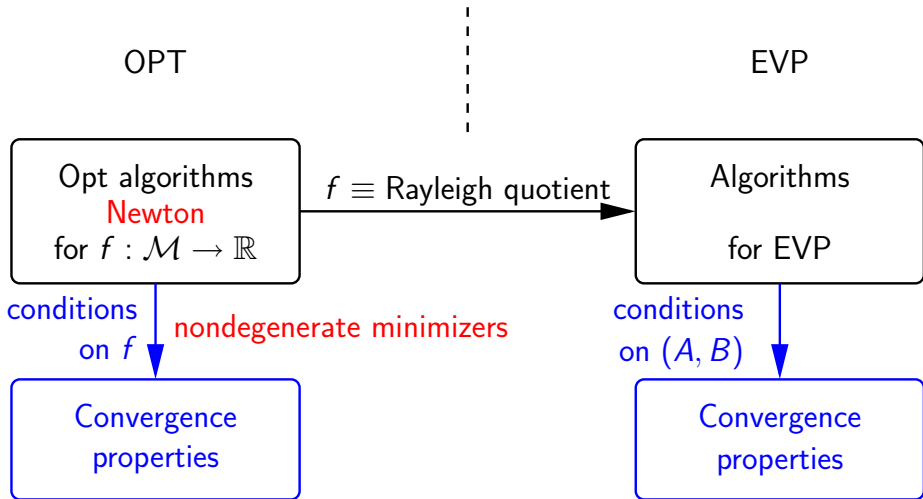 OPT
EVP
Opt algorithms
Newton
for f : ℳ → ℝ
f ≡ Rayleigh quotient
Algorithms
for EVP
conditions
on f
nondegenerate minimizers
conditions
on (A, B)
Convergence
properties
Convergence
properties